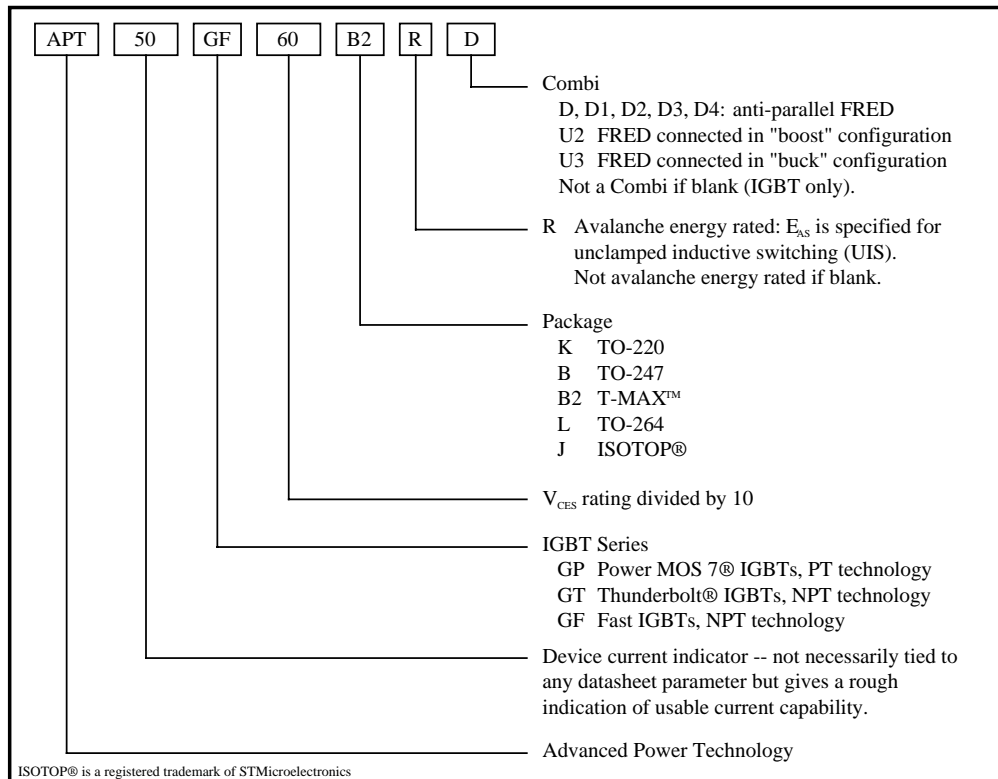 APT 50 GF 60 B2 R D
Combi
D, D1, D2, D3, D4: anti-parallel FRED
U2 FRED connected in "boost" configuration
U3 FRED connected in "buck" configuration
Not a Combi if blank (IGBT only).
R Avalanche energy rated: EAS is specified for
unclamped inductive switching (UIS).
Not avalanche energy rated if blank.
Package
K TO-220
B TO-247
B2 T-MAX™
L TO-264
J ISOTOP®
VCES rating divided by 10
IGBT Series
GP Power MOS 7® IGBTs, PT technology
GT Thunderbolt® IGBTs, NPT technology
GF Fast IGBTs, NPT technology
Device current indicator -- not necessarily tied to
any datasheet parameter but gives a rough
indication of usable current capability.
Advanced Power Technology
ISOTOP® is a registered trademark of STMicroelectronics